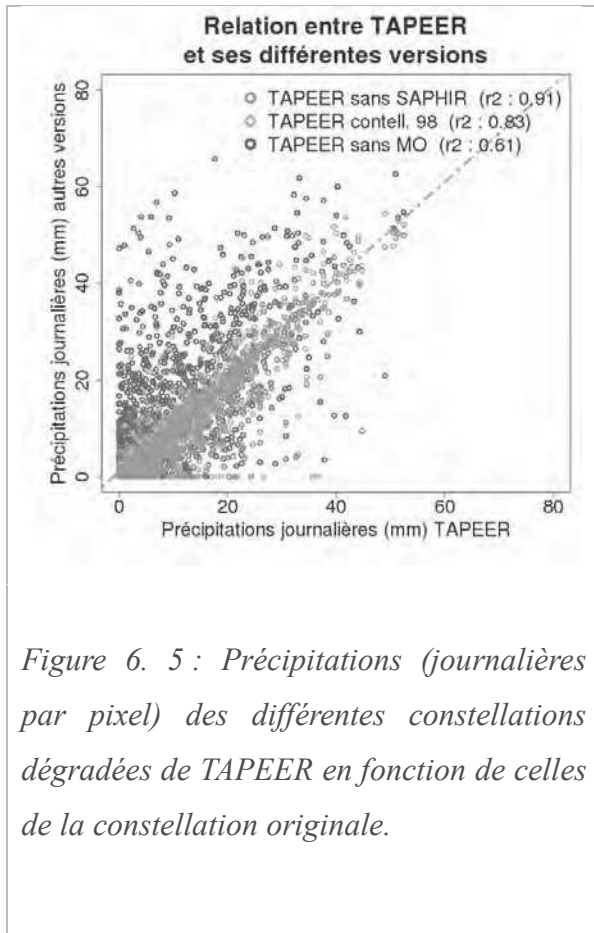 Relation entre TAPEER
et ses différentes versions
TAPEER sans SAPHIR (r2 : 0.91)
TAPEER contell, 98 (r2 : 0.83)
TAPEER sans MO (r2 : 0.61)
Précipitations journalières (mm) autres versions
80
60
40
20
0
0 20 40 60 80
Précipitations journalières (mm) TAPEER
Figure 6. 5 : Précipitations (journalières
par pixel) des différentes constellations
dégradées de TAPEER en fonction de celles
de la constellation originale.